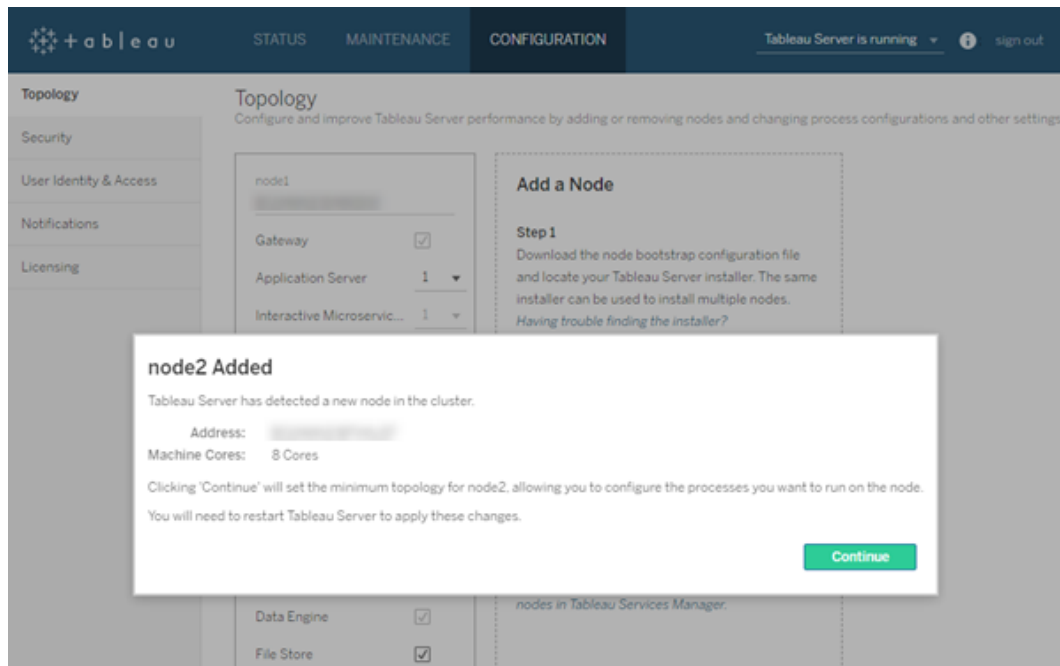 + a b | e a u
STATUS
MAINTENANCE
CONFIGURATION
Tableau Server is running
sign out
Topology
Security
User Identity & Access
Notifications
Licensing
Topology
Configure and improve Tableau Server performance by adding or removing nodes and changing process configurations and other settings
node1
Gateway
Application Server 1
Interactive Microservic... 1
Add a Node
Step 1
Download the node bootstrap configuration file
and locate your Tableau Server installer. The same
installer can be used to install multiple nodes.
Having trouble finding the installer?
node2 Added
Tableau Server has detected a new node in the cluster.
Address:
Machine Cores: 8 Cores
Clicking 'Continue' will set the minimum topology for node2, allowing you to configure the processes you want to run on the node.
You will need to restart Tableau Server to apply these changes.
Continue
nodes in Tableau Services Manager.
Data Engine
File Store